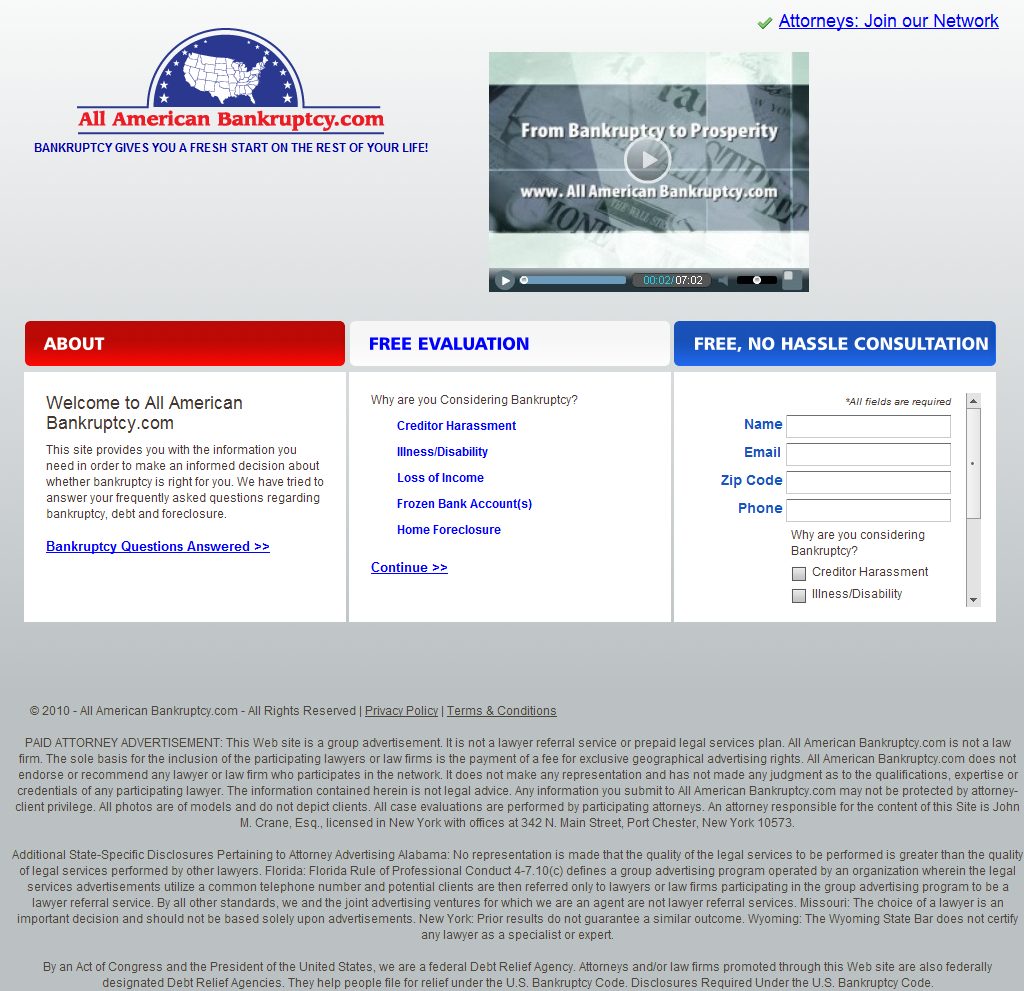 Attorneys: Join our Network
All American Bankruptcy.com
BANKRUPTCY GIVES YOU A FRESH START ON THE REST OF YOUR LIFE!
From Bankruptcy to Prosperity
www. All American Bankruptcy.com
THE WALL
MONEY
00:02/07:02
ABOUT
Welcome to All American
Bankruptcy.com
This site provides you with the information you
need in order to make an informed decision about
whether bankruptcy is right for you. We have tried to
answer your frequently asked questions regarding
bankruptcy, debt and foreclosure.
Bankruptcy Questions Answered >>
FREE EVALUATION
Why are you Considering Bankruptcy?
Creditor Harassment
Illness/Disability
Loss of Income
Frozen Bank Account(s)
Home Foreclosure
Continue >>
FREE, NO HASSLE CONSULTATION
*All fields are required
Name
Email
Zip Code
Phone
Why are you considering
Bankruptcy?
Creditor Harassment
Illness/Disability
© 2010 - All American Bankruptcy.com - All Rights Reserved | Privacy Policy | Terms & Conditions
PAID ATTORNEY ADVERTISEMENT: This Web site is a group advertisement. It is not a lawyer referral service or prepaid legal services plan. All American Bankruptcy.com is not a law
firm. The sole basis for the inclusion of the participating lawyers or law firms is the payment of a fee for exclusive geographical advertising rights. All American Bankruptcy.com does not
endorse or recommend any lawyer or law firm who participates in the network. It does not make any representation and has not made any judgment as to the qualifications, expertise or
credentials of any participating lawyer. The information contained herein is not legal advice. Any information you submit to All American Bankruptcy.com may not be protected by attorney-
client privilege. All photos are of models and do not depict clients. All case evaluations are performed by participating attorneys. An attorney responsible for the content of this Site is John
M. Crane, Esq., licensed in New York with offices at 342 N. Main Street, Port Chester, New York 10573.
Additional State-Specific Disclosures Pertaining to Attorney Advertising Alabama: No representation is made that the quality of the legal services to be performed is greater than the quality
of legal services performed by other lawyers. Florida: Florida Rule of Professional Conduct 4-7.10(c) defines a group advertising program operated by an organization wherein the legal
services advertisements utilize a common telephone number and potential clients are then referred only to lawyers or law firms participating in the group advertising program to be a
lawyer referral service. By all other standards, we and the joint advertising ventures for which we are an agent are not lawyer referral services. Missouri: The choice of a lawyer is an
important decision and should not be based solely upon advertisements. New York: Prior results do not guarantee a similar outcome. Wyoming: The Wyoming State Bar does not certify
any lawyer as a specialist or expert.
By an Act of Congress and the President of the United States, we are a federal Debt Relief Agency. Attorneys and/or law firms promoted through this Web site are also federally
designated Debt Relief Agencies. They help people file for relief under the U.S. Bankruptcy Code. Disclosures Required Under the U.S. Bankruptcy Code.